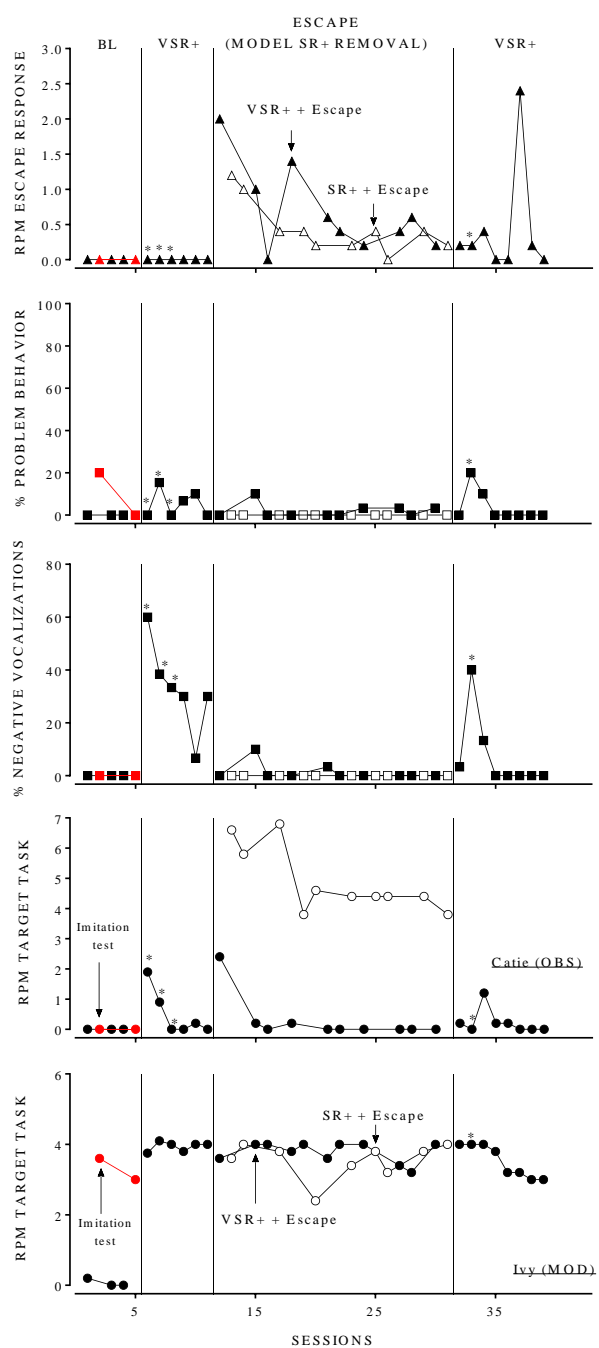 ESCAPE
BL VSR+ (MODEL SR+ REMOVAL) VSR+
RPM ESCAPE RESPONSE
3.0
2.5
2.0
1.5
1.0
0.5
0.0
VSR+ + Escape
SR+ + Escape
* * *
*
% PROBLEM BEHAVIOR
100
80
60
40
20
0
* * *
*
% NEGATIVE VOCALIZATIONS
80
60
40
20
0
* * *
*
RPM TARGET TASK
7
6
5
4
3
2
1
0
Imitation
test
* * *
*
Catie (OBS)
RPM TARGET TASK
6
4
2
0
Imitation
test
SR+ + Escape
VSR+ + Escape
*
Ivy (MOD)
5 15 25 35
SESSIONS